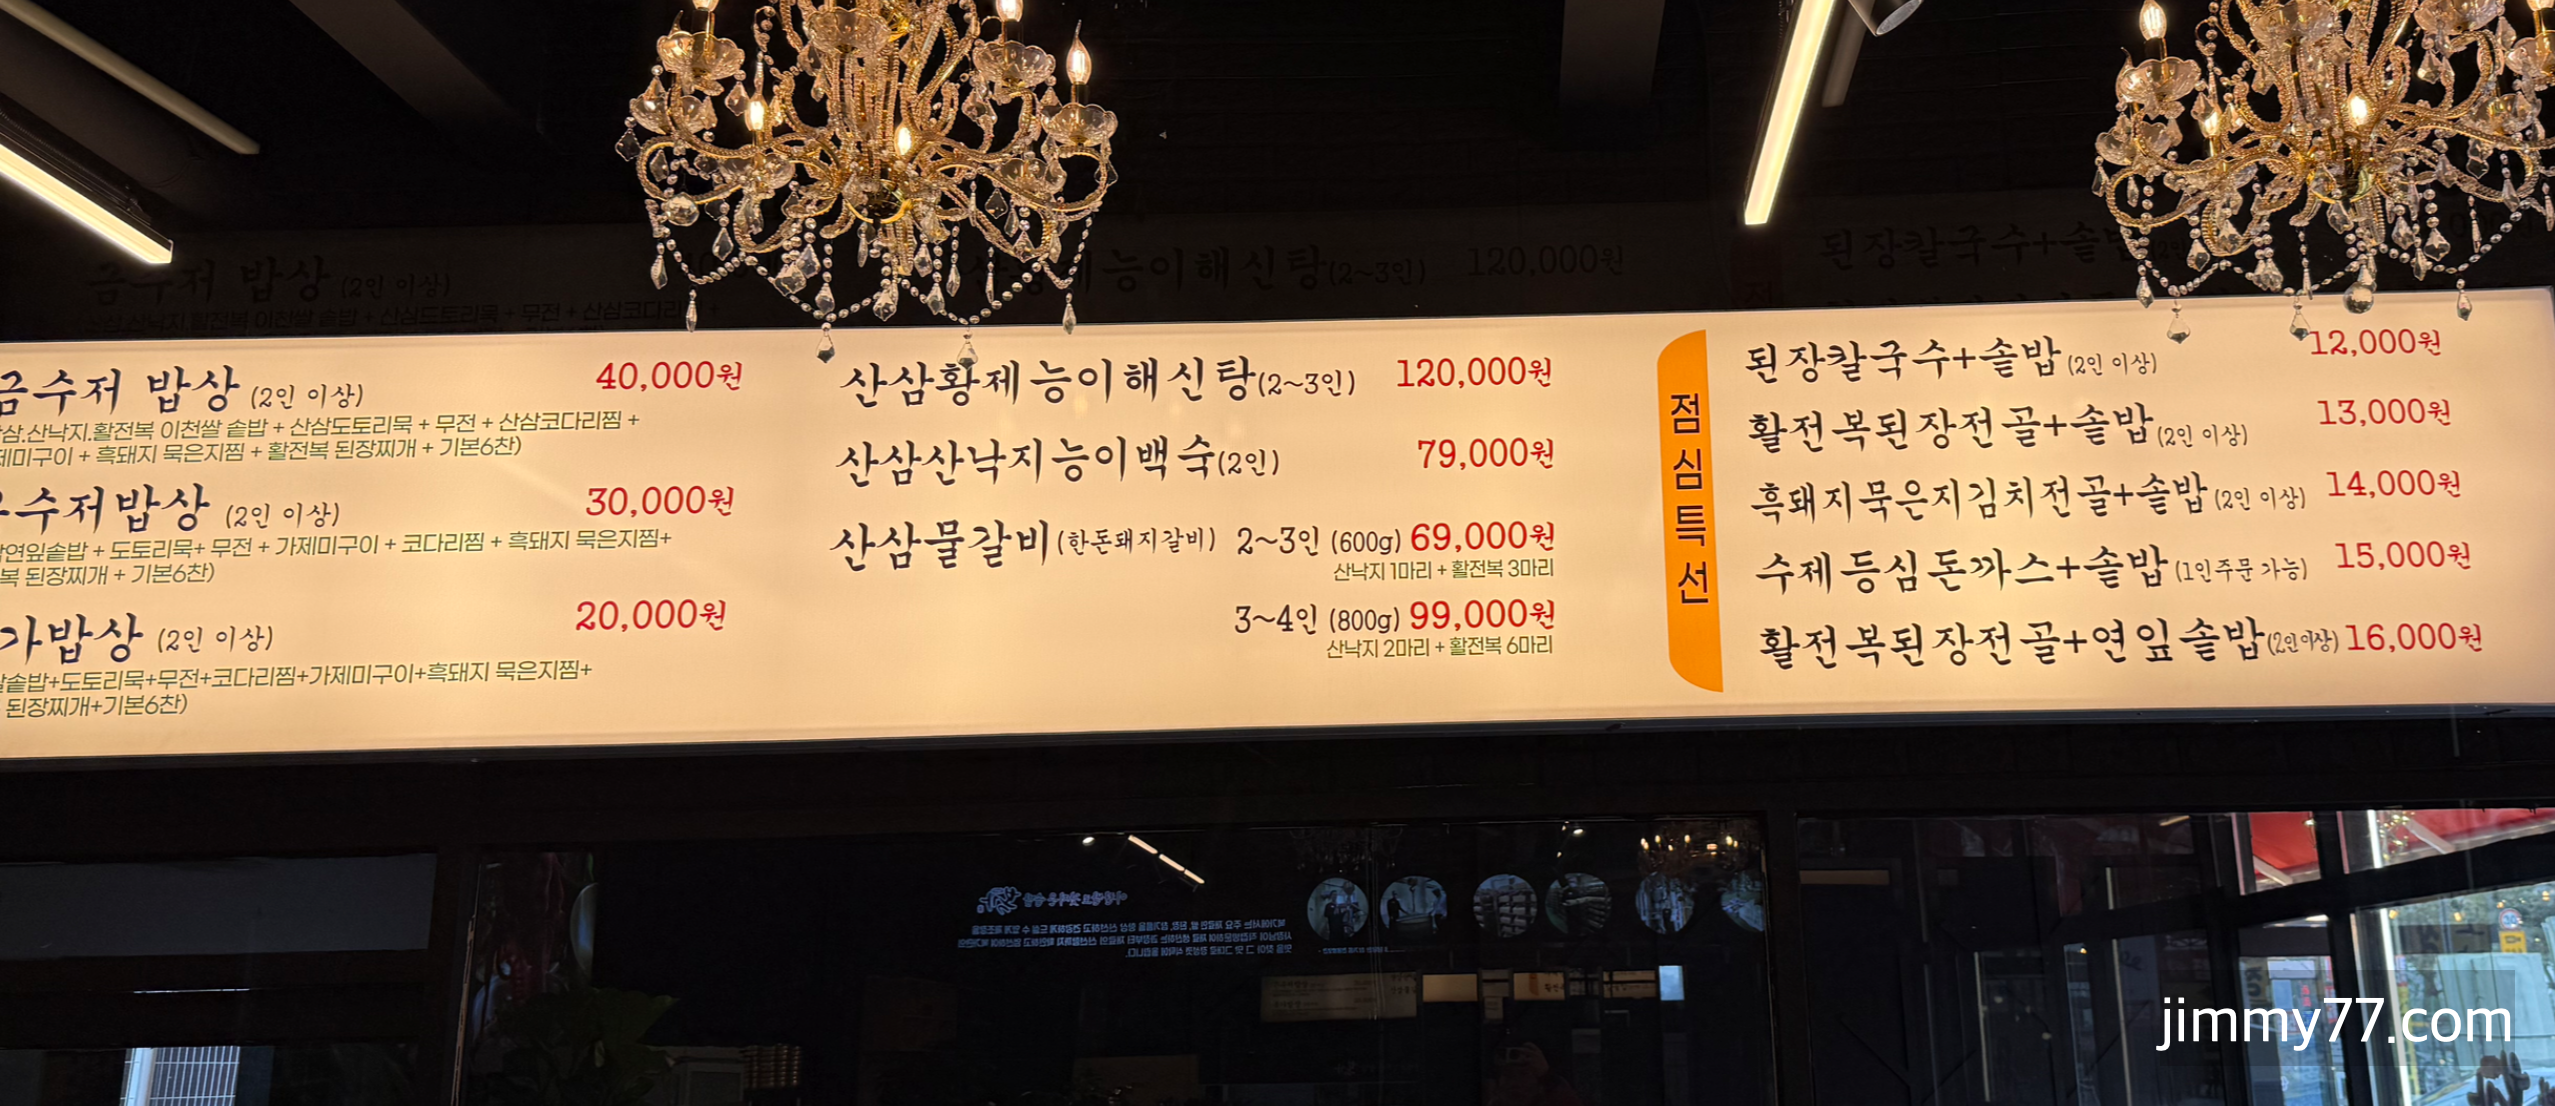 금수저 밥상 (2인 이상) 40,000원
삼.산낙지.활전복 이천쌀 솥밥 + 산삼도토리묵 + 무전 + 산삼코다리찜 +
제미구이 + 흑돼지 묵은지찜 + 활전복 된장찌개 + 기본6찬)
수저밥상 (2인 이상) 30,000원
연잎솥밥 + 도토리묵+ 무전 + 가제미구이 + 코다리찜 + 흑돼지 묵은지찜+
복 된장찌개 + 기본6찬)
가밥상 (2인 이상) 20,000원
솥밥+도토리묵+무전+코다리찜+가제미구이+흑돼지 묵은지찜+
된장찌개+기본6찬)
산삼황제능이해신탕(2~3인) 120,000원
산삼산낙지능이백숙(2인) 79,000원
산삼물갈비(한돈돼지갈비) 2~3인 (600g) 69,000원
산낙지 1마리 + 활전복 3마리
3~4인 (800g) 99,000원
산낙지 2마리 + 활전복 6마리
점심특선
된장칼국수+솥밥(2인 이상) 12,000원
활전복된장전골+솥밥(2인 이상) 13,000원
흑돼지묵은지김치전골+솥밥(2인 이상) 14,000원
수제등심돈까스+솥밥(1인주문 가능) 15,000원
활전복된장전골+연잎솥밥(2인이상) 16,000원
jimmy77.com